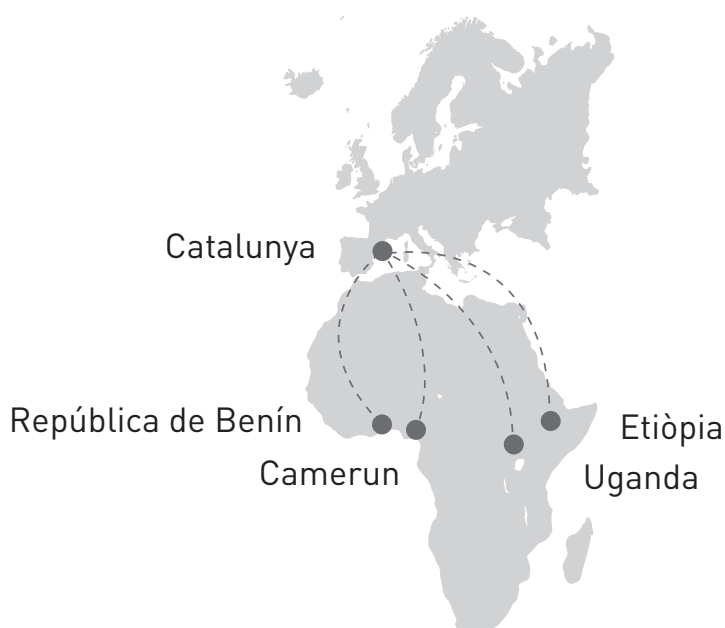 Catalunya
República de Benín
Etiòpia
Camerun
Uganda